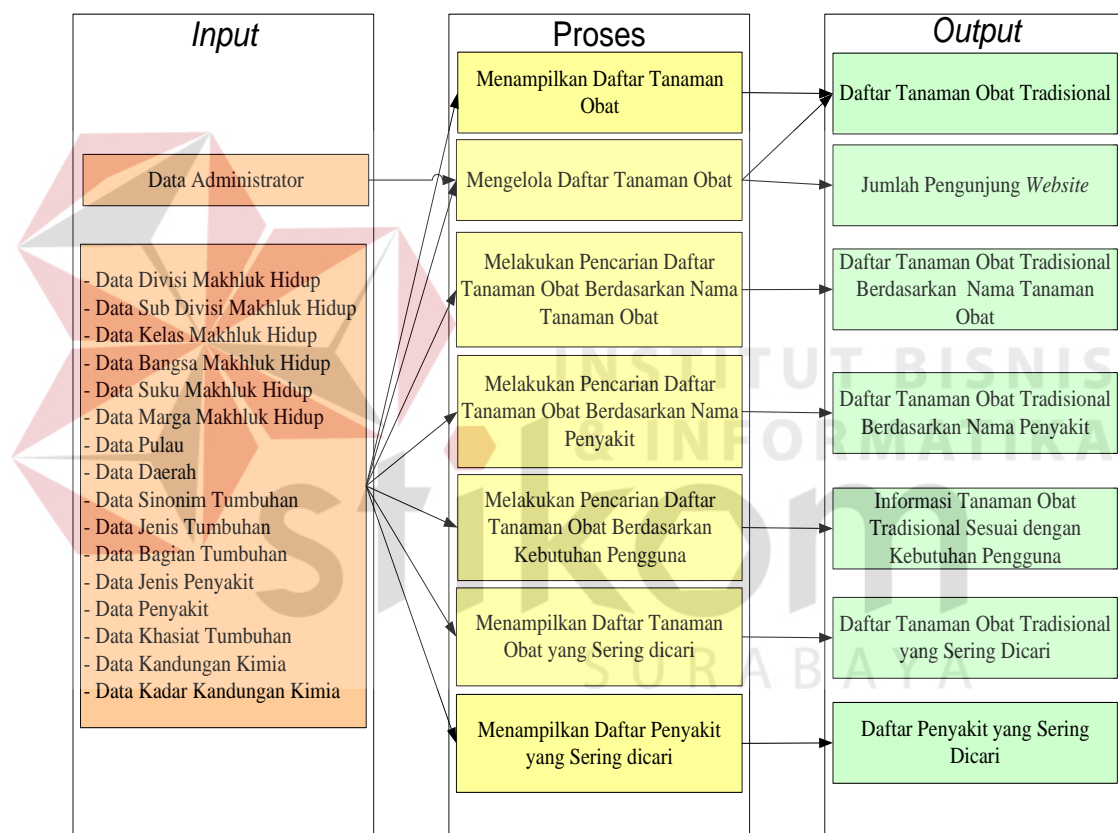 Input
Data Administrator
- Data Divisi Makhluk Hidup
- Data Sub Divisi Makhluk Hidup
- Data Kelas Makhluk Hidup
- Data Bangsa Makhluk Hidup
- Data Suku Makhluk Hidup
- Data Marga Makhluk Hidup
- Data Pulau
- Data Daerah
- Data Sinonim Tumbuhan
- Data Jenis Tumbuhan
- Data Bagian Tumbuhan
- Data Jenis Penyakit
- Data Penyakit
- Data Khasiat Tumbuhan
- Data Kandungan Kimia
- Data Kadar Kandungan Kimia
Proses
Menampilkan Daftar Tanaman
Obat
Mengelola Daftar Tanaman Obat
Melakukan Pencarian Daftar
Tanaman Obat Berdasarkan Nama
Tanaman Obat
Melakukan Pencarian Daftar
Tanaman Obat Berdasarkan Nama
Penyakit
Melakukan Pencarian Daftar
Tanaman Obat Berdasarkan
Kebutuhan Pengguna
Menampilkan Daftar Tanaman
Obat yang Sering dicari
Menampilkan Daftar Penyakit
yang Sering dicari
Output
Daftar Tanaman Obat Tradisional
Jumlah Pengunjung Website
Daftar Tanaman Obat Tradisional
Berdasarkan Nama Tanaman
Obat
Daftar Tanaman Obat Tradisional
Berdasarkan Nama Penyakit
Informasi Tanaman Obat
Tradisional Sesuai dengan
Kebutuhan Pengguna
Daftar Tanaman Obat Tradisional
yang Sering Dicari
Daftar Penyakit yang Sering
Dicari
INSTITUT BISNIS
& INFORMATIKA
stikom
SURABAYA